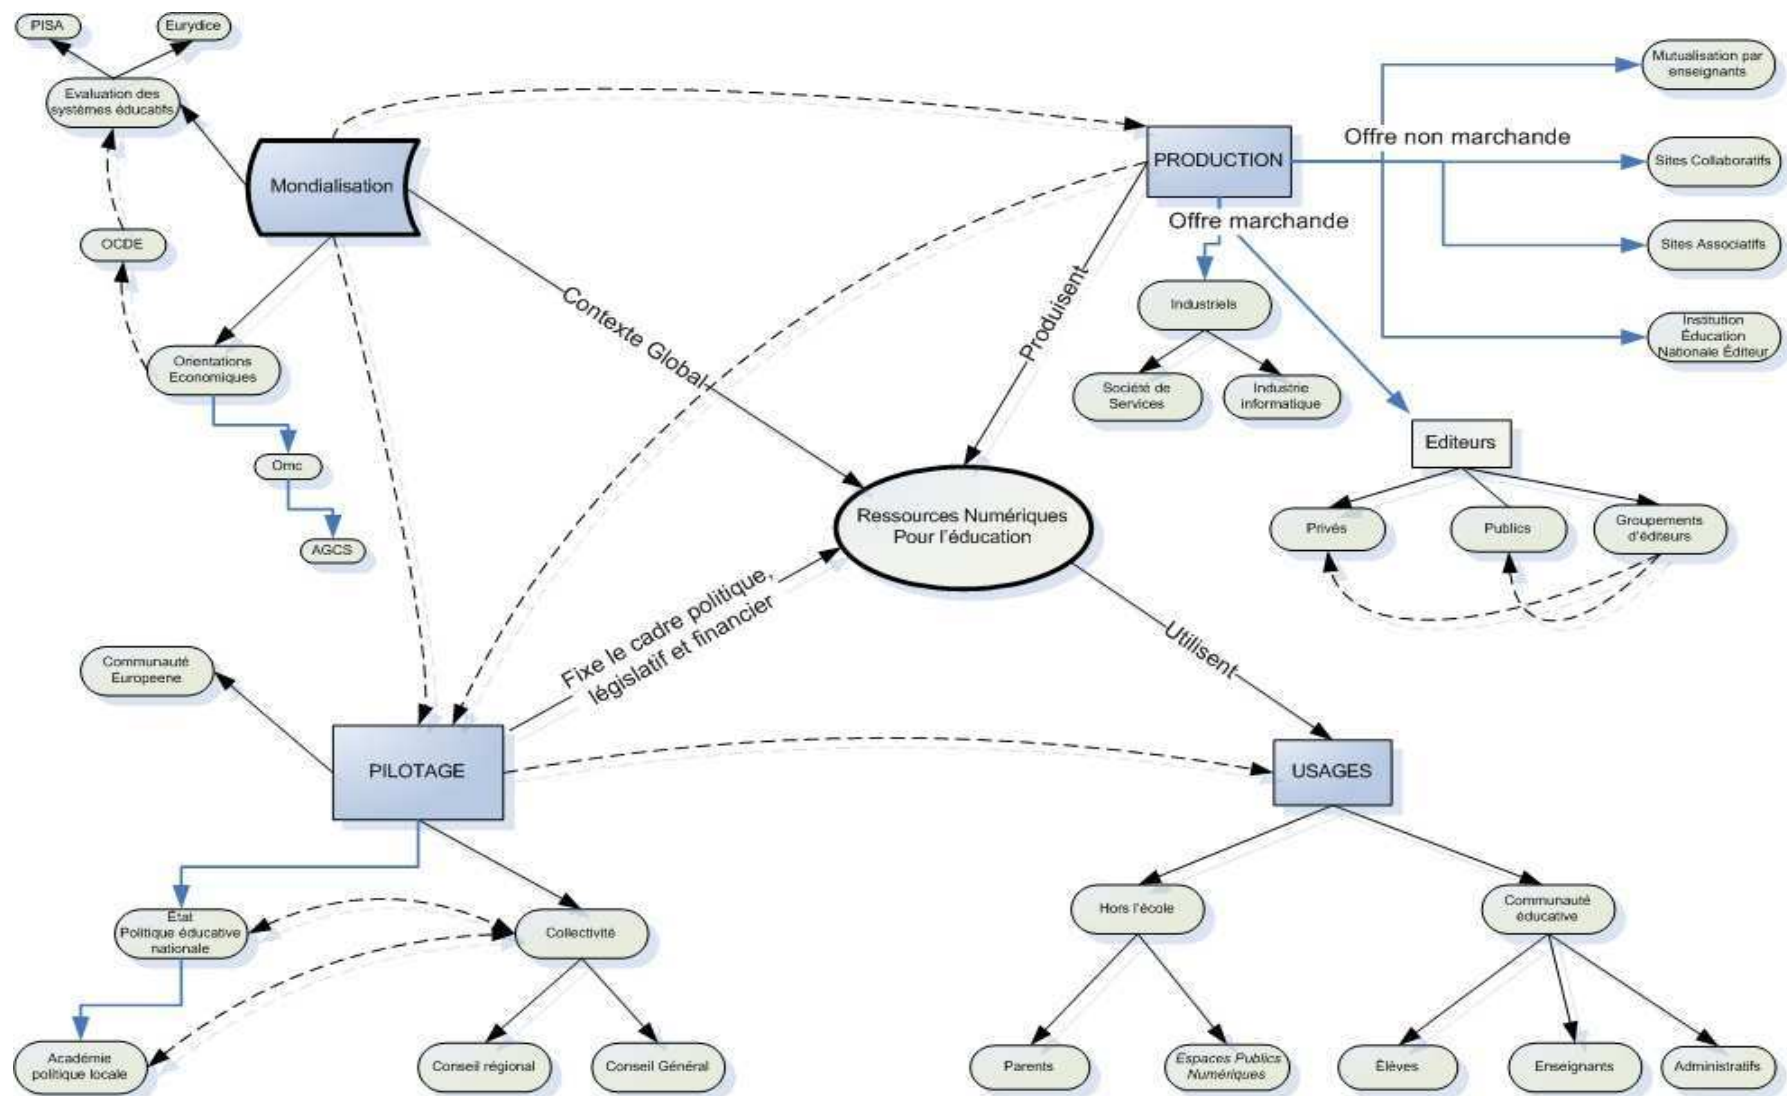 PISA
Eurydice
Evaluation des
systèmes éducatifs
Mondialisation
OCDE
Orientations
Economiques
Omc
AGCS
Contexte Global
PRODUCTION
Offre non marchande
Mutualisation par
enseignants
Sites Collaboratifs
Sites Associatifs
Institution
Éducation
Nationale Éditeur
Offre marchande
Industriels
Société de
Services
Industrie
informatique
Produisent
Editeurs
Privés
Publics
Groupements
d'éditeurs
Ressources Numériques
Pour l'éducation
Fixe le cadre politique,
législatif et financier
Utilisent
Communauté
Europeene
PILOTAGE
USAGES
État
Politique éducative
nationale
Collectivité
Académie
politique locale
Conseil régional
Conseil Général
Hors l'école
Communauté
éducative
Parents
Espaces Publics
Numériques
Élèves
Enseignants
Administratifs